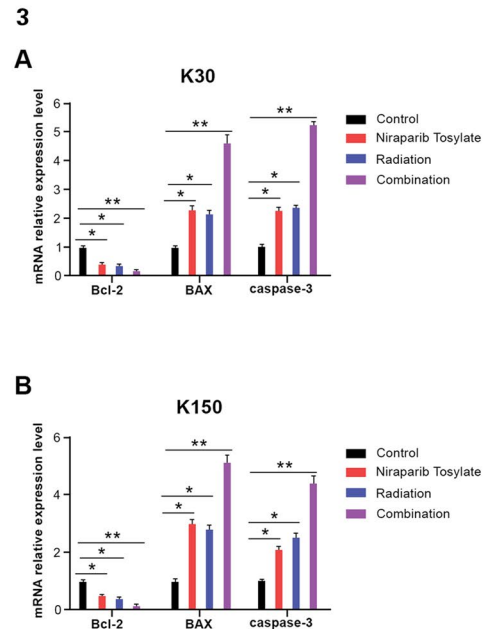 3
A
K30
mRNA relative expression level
6
5
4
3
2
1
0
**
*
*
**
*
*
**
*
*
Bcl-2 BAX caspase-3
Control
Niraparib Tosylate
Radiation
Combination
B
K150
mRNA relative expression level
6
4
2
0
**
*
*
**
*
*
**
*
*
Bcl-2 BAX caspase-3
Control
Niraparib Tosylate
Radiation
Combination